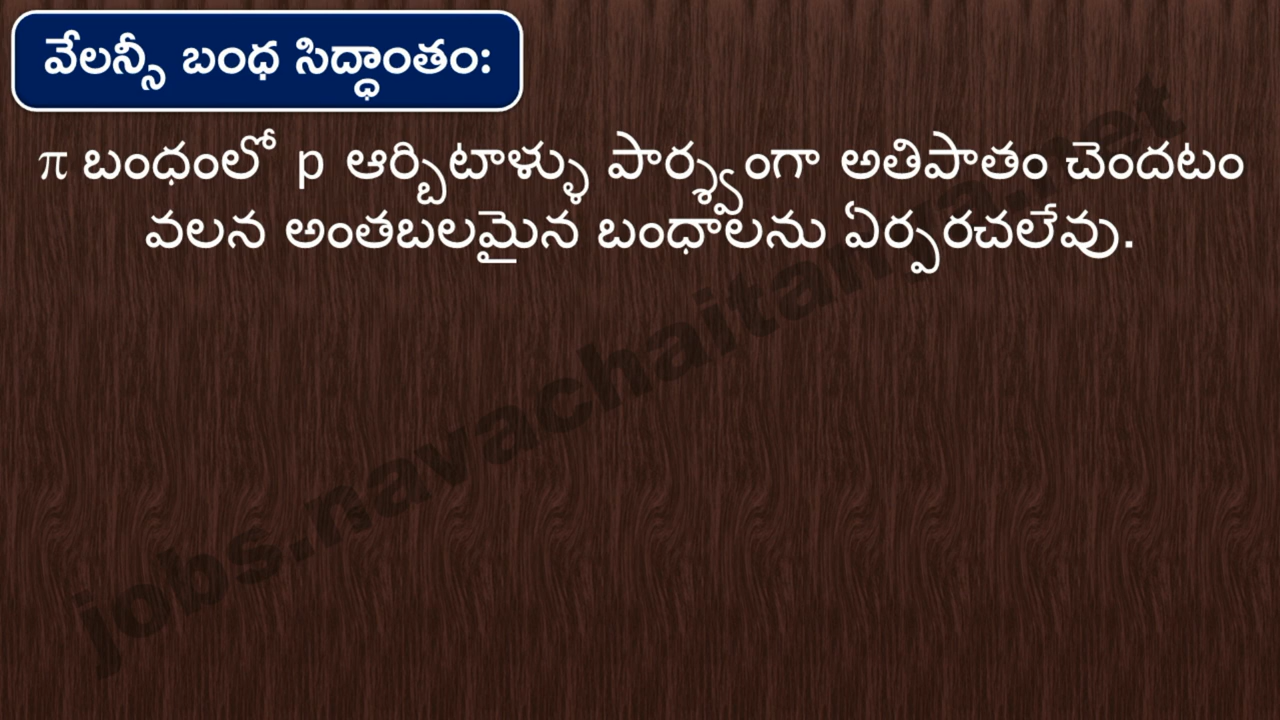 వేలన్సీ బంధ సిద్ధాంతం:
π బంధంలో p ఆర్బిటాళ్ళు పార్శ్వంగా అతిపాతం చెందటం
వలన అంతబలమైన బంధాలను ఏర్పరచలేవు.
jobs.navachaitanya.net